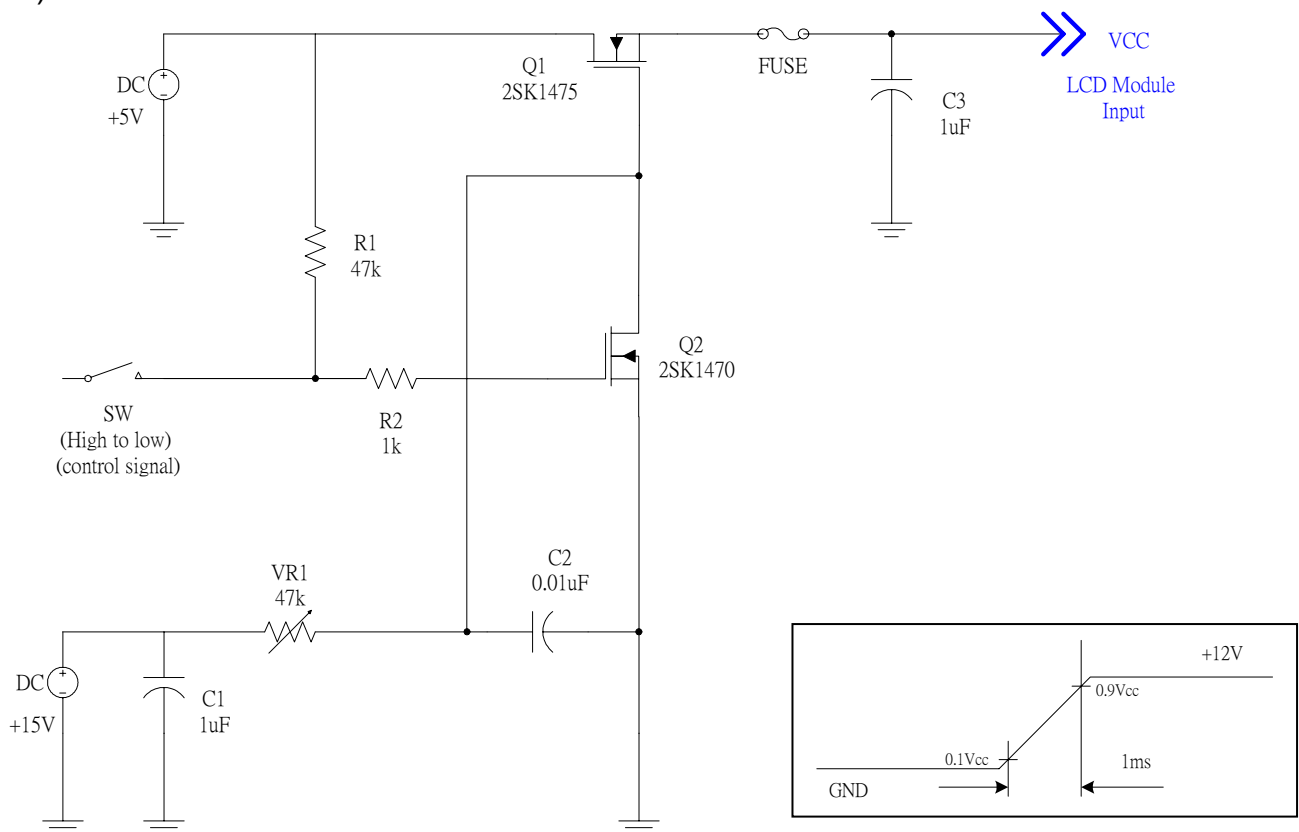 )
DC
+
−
+5V
Q1
2SK1475
FUSE
VCC
LCD Module
Input
C3
1uF
R1
47k
Q2
2SK1470
SW
(High to low)
(control signal)
R2
1k
C2
0.01uF
VR1
47k
DC
+
−
+15V
C1
1uF
+12V
0.9Vcc
0.1Vcc
1ms
GND